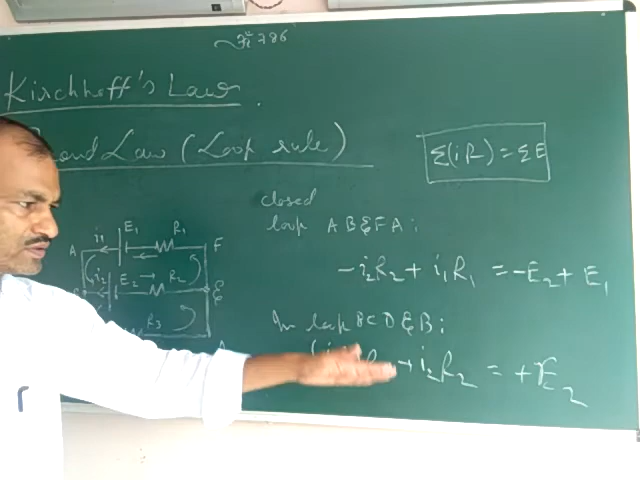 786
Kirchhoff's Law
Law (Loop rule)
Σ(iR) = ΣE
closed
loop ABEFA:
-i₂R₂ + i₁R₁ = -E₂ + E₁
In loop BCDEB:
+ i₂R₂ = +E₂
A
i₁
E₁
R₁
F
i₂
E₂
R₂
E
R₃